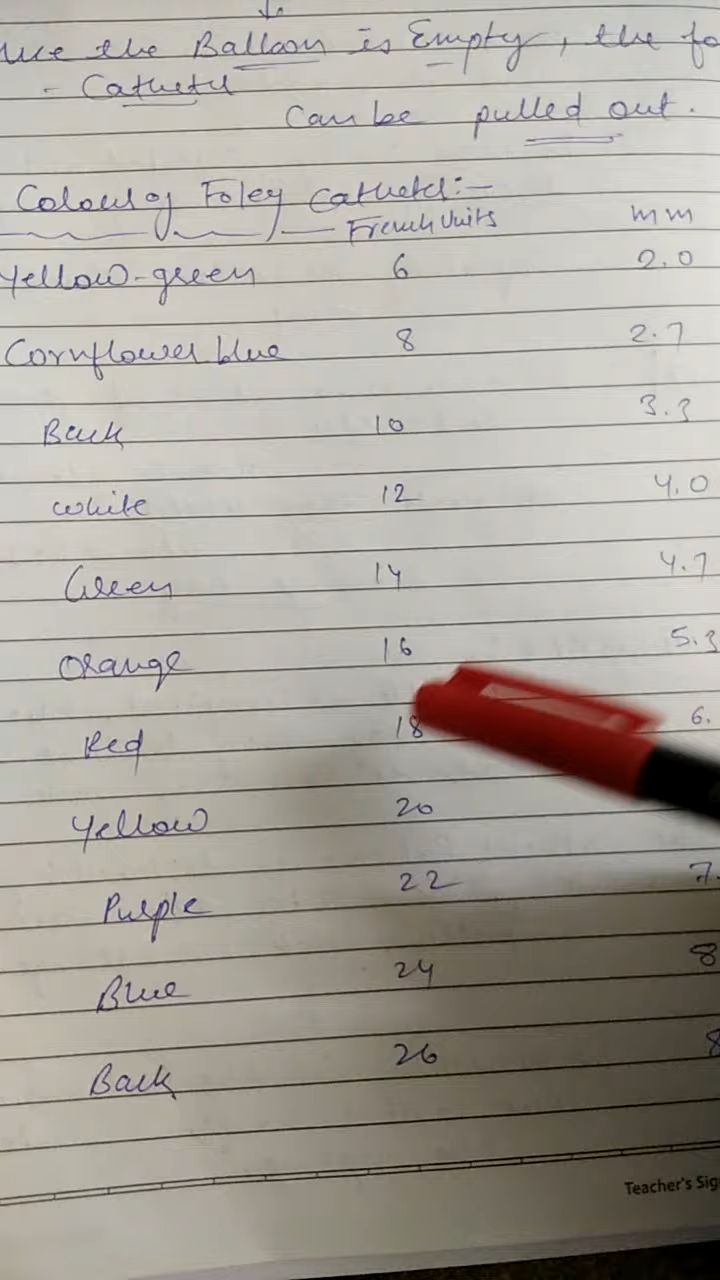 the Balloon is Empty, the
- Catheter
Can be pulled out.
Colour of Foley Catheter:-
French Units mm
Yellow-green 6 2.0
Cornflower blue 8 2.7
Back 10 3.3
white 12 4.0
Green 14 4.7
Orange 16 5.3
Red 18 6.
Yellow 20
Purple 22 7.
Blue 24 8
Back 26 8
Teacher's Sig